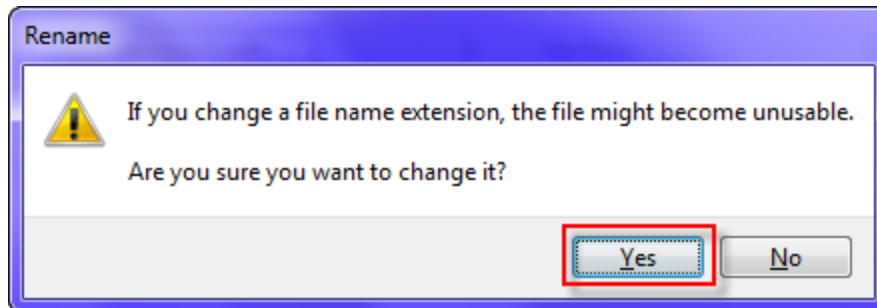 Rename
If you change a file name extension, the file might become unusable.
Are you sure you want to change it?
Yes No